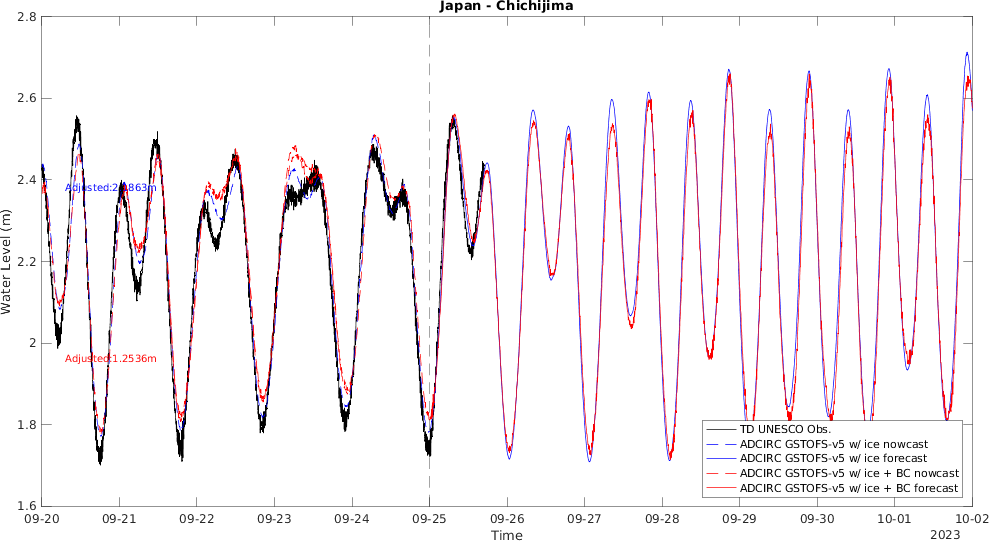 Japan - Chichijima
2.8
2.6
2.4
2.2
2
1.8
1.6
Water Level (m)
Adjusted:1.2536m
TD UNESCO Obs.
ADCIRC GSTOFS-v5 w/ ice nowcast
ADCIRC GSTOFS-v5 w/ ice forecast
ADCIRC GSTOFS-v5 w/ ice + BC nowcast
ADCIRC GSTOFS-v5 w/ ice + BC forecast
09-20 09-21 09-22 09-23 09-24 09-25 09-26 09-27 09-28 09-29 09-30 10-01 10-02
Time
2023